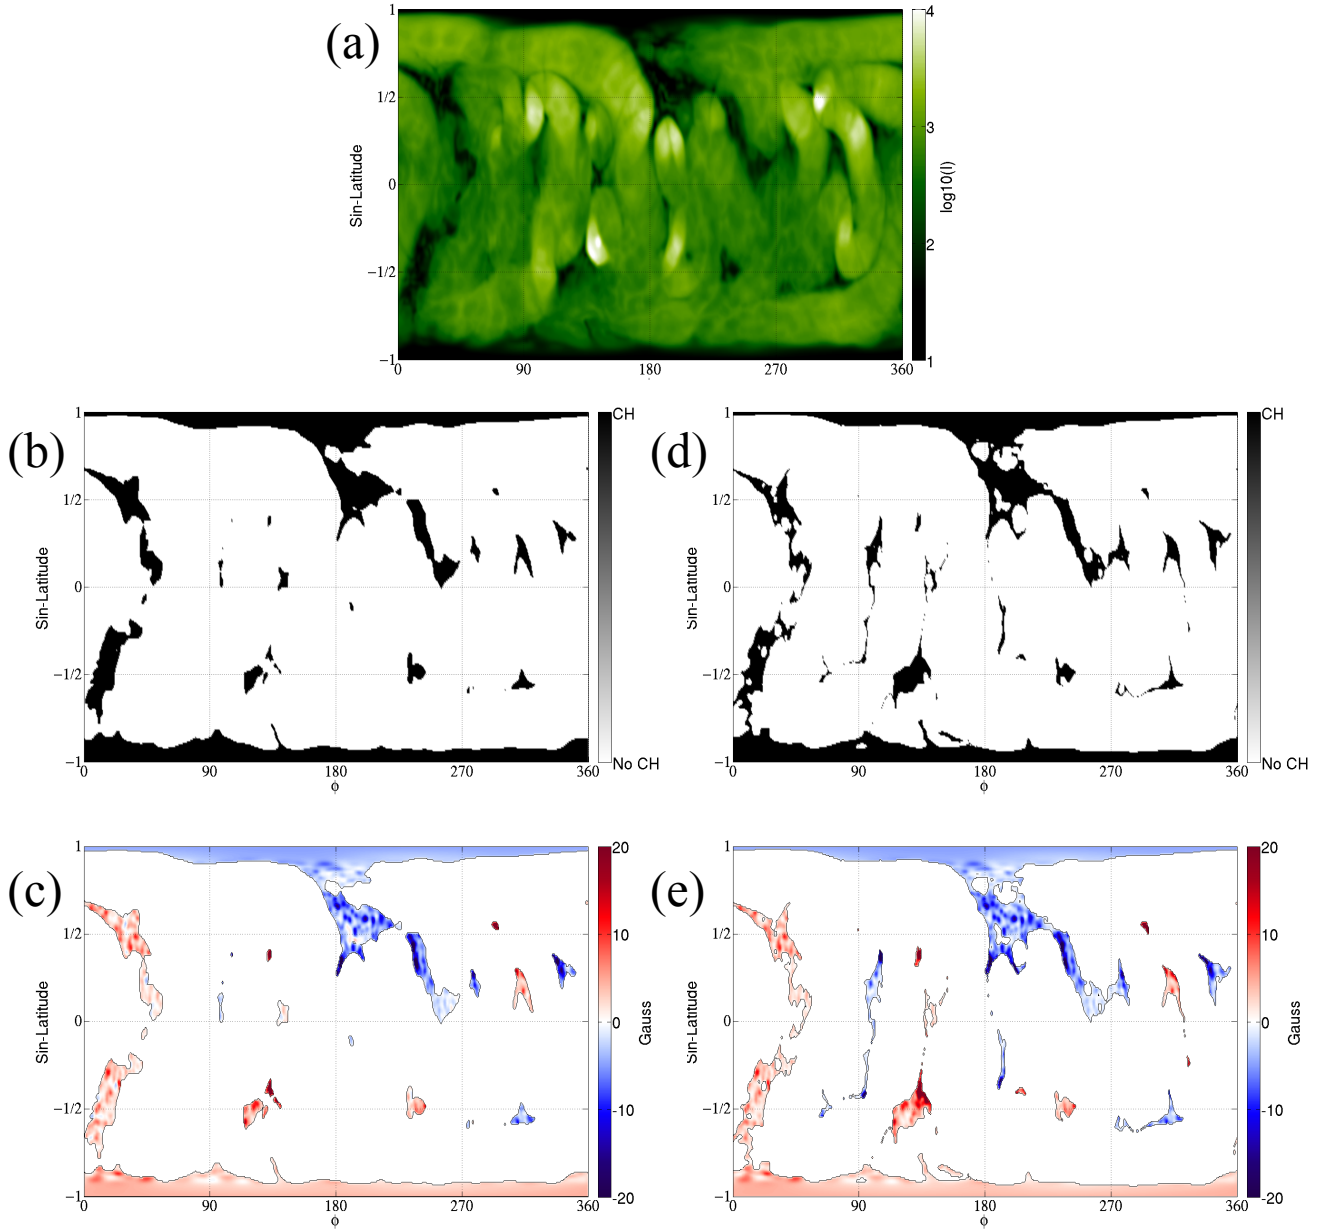 (a)
1
1/2
0
−1/2
−1
Sin-Latitude
0 90 180 270 360
4
3
2
1
log10(I)
(b)
1
1/2
0
−1/2
−1
Sin-Latitude
0 90 180 270 360
ϕ
CH
No CH
(d)
1
1/2
0
−1/2
−1
Sin-Latitude
0 90 180 270 360
ϕ
CH
No CH
(c)
1
1/2
0
−1/2
−1
Sin-Latitude
0 90 180 270 360
ϕ
20
10
0
-10
-20
Gauss
(e)
1
1/2
0
−1/2
−1
Sin-Latitude
0 90 180 270 360
ϕ
20
10
0
-10
-20
Gauss